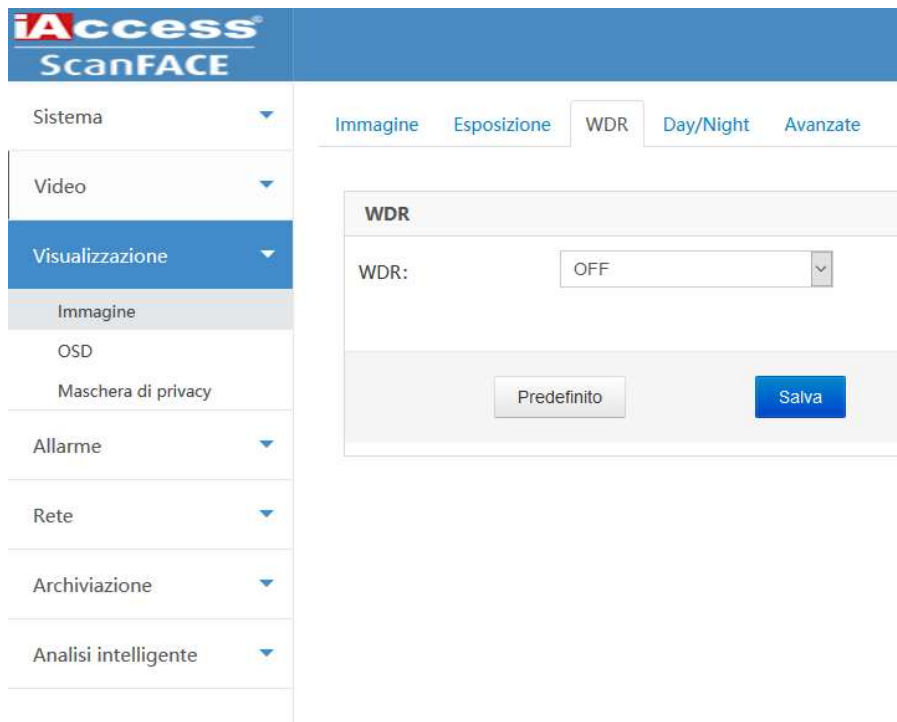 iAccess®
ScanFACE
Sistema
Video
Visualizzazione
Immagine
OSD
Maschera di privacy
Allarme
Rete
Archiviazione
Analisi intelligente
Immagine Esposizione WDR Day/Night Avanzate
WDR
WDR: OFF
Predefinito Salva